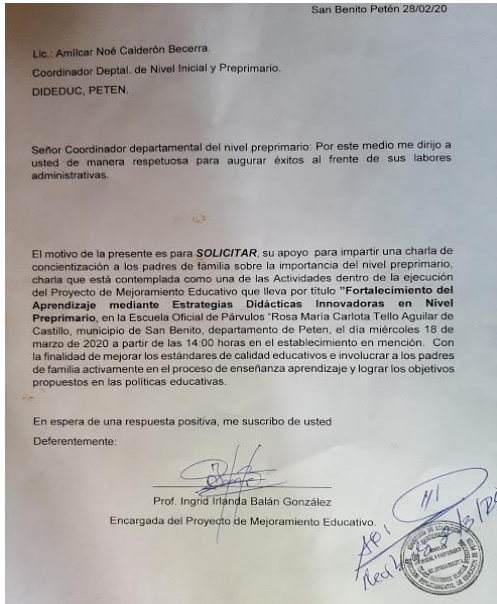 San Benito Petén 28/02/20
Lic.: Amílcar Noé Calderón Becerra.
Coordinador Deptal. de Nivel Inicial y Preprimario.
DIDEDUC, PETEN.
Señor Coordinador departamental del nivel preprimario: Por este medio me dirijo a
usted de manera respetuosa para augurar éxitos al frente de sus labores
administrativas.
El motivo de la presente es para SOLICITAR, su apoyo para impartir una charla de
concientización a los padres de familia sobre la importancia del nivel preprimario,
charla que está contemplada como una de las Actividades dentro de la ejecución
del Proyecto de Mejoramiento Educativo que lleva por título "Fortalecimiento del
Aprendizaje mediante Estrategias Didácticas Innovadoras en Nivel
Preprimario, en la Escuela Oficial de Párvulos "Rosa María Carlota Tello Aguilar de
Castillo, municipio de San Benito, departamento de Peten, el día miércoles 18 de
marzo de 2020 a partir de las 14:00 horas en el establecimiento en mención. Con
la finalidad de mejorar los estándares de calidad educativos e involucrar a los padres
de familia activamente en el proceso de enseñanza aprendizaje y lograr los objetivos
propuestos en las políticas educativas.
En espera de una respuesta positiva, me suscribo de usted
Deferentemente:
Prof. Ingrid Irlanda Balán González
Encargada del Proyecto de Mejoramiento Educativo.